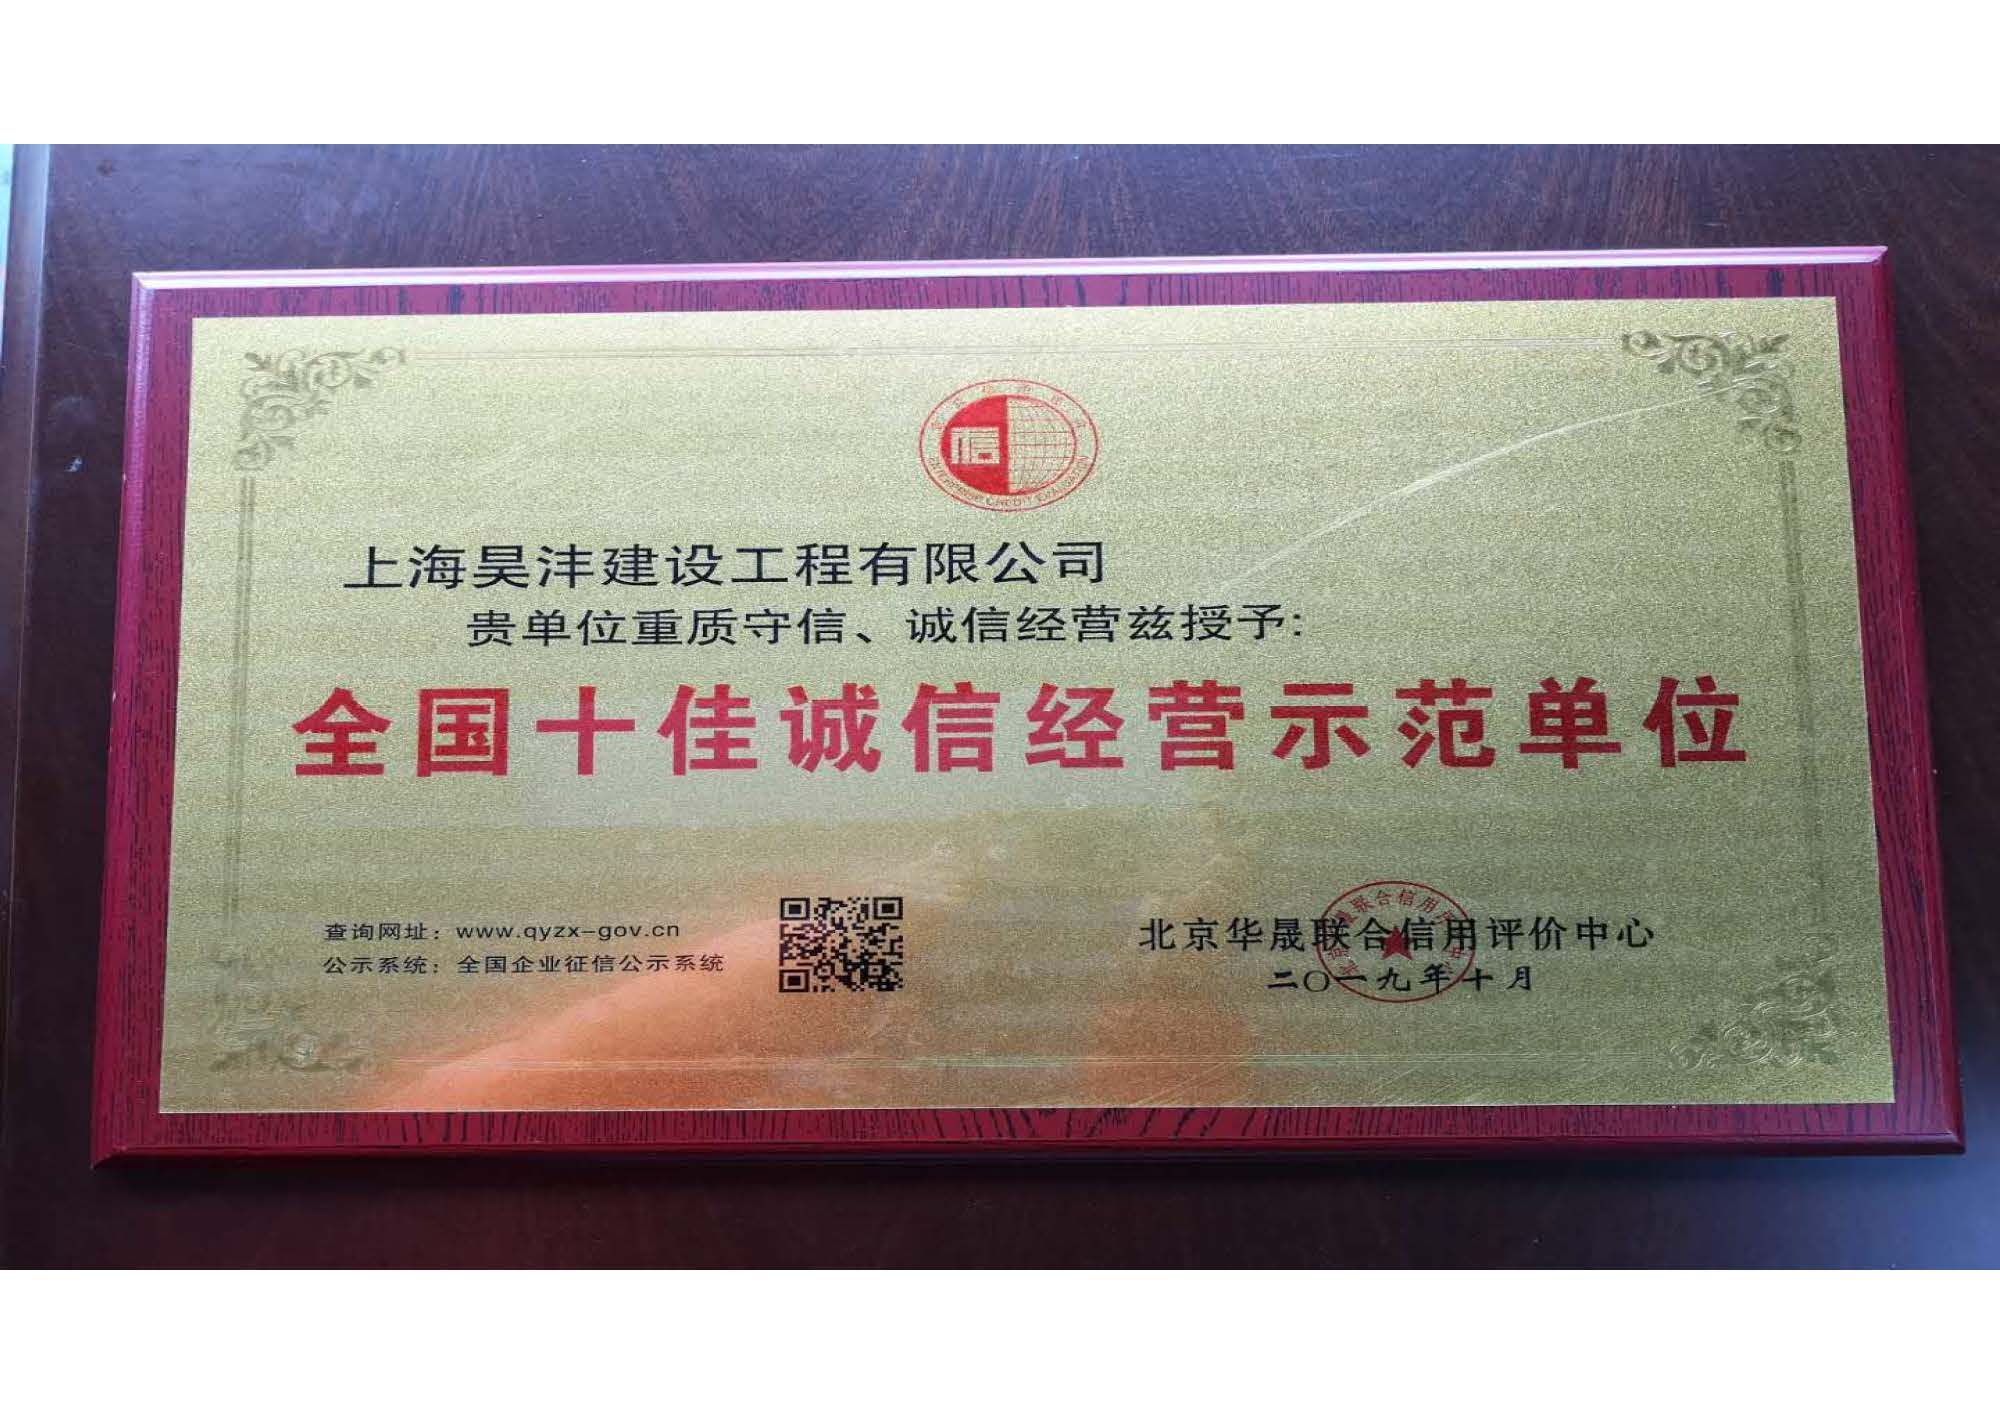 信
ENTERPRISE CREDIT EVALUATION
上海昊沣建设工程有限公司
贵单位重质守信、诚信经营兹授予:
全国十佳诚信经营示范单位
查询网址：www.qyzx-gov.cn
公示系统：全国企业征信公示系统
北京华晟联合信用评价中心
二〇一九年十月